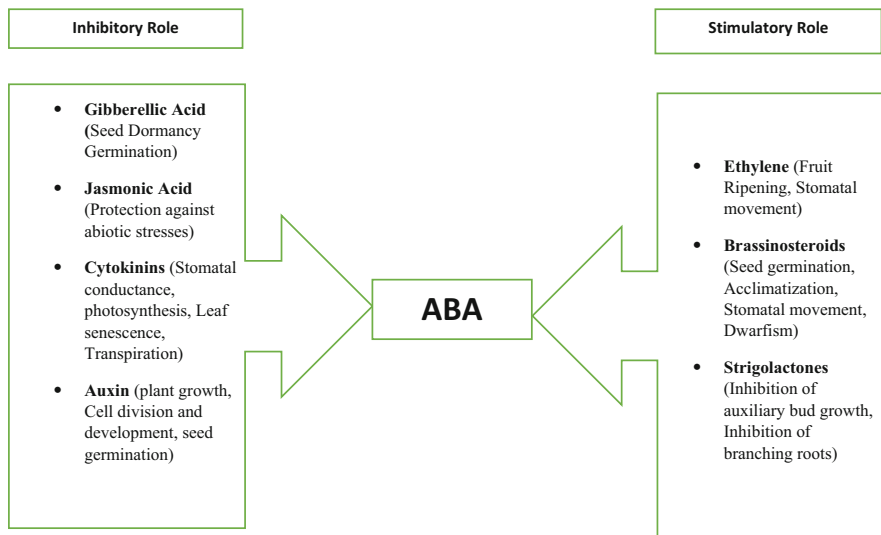 Inhibitory Role
• Gibberellic Acid
(Seed Dormancy
Germination)
• Jasmonic Acid
(Protection against
abiotic stresses)
• Cytokinins (Stomatal
conductance,
photosynthesis, Leaf
senescence,
Transpiration)
• Auxin (plant growth,
Cell division and
development, seed
germination)
ABA
Stimulatory Role
• Ethylene (Fruit
Ripening, Stomatal
movement)
• Brassinosteroids
(Seed germination,
Acclimatization,
Stomatal movement,
Dwarfism)
• Strigolactones
(Inhibition of
auxiliary bud growth,
Inhibition of
branching roots)